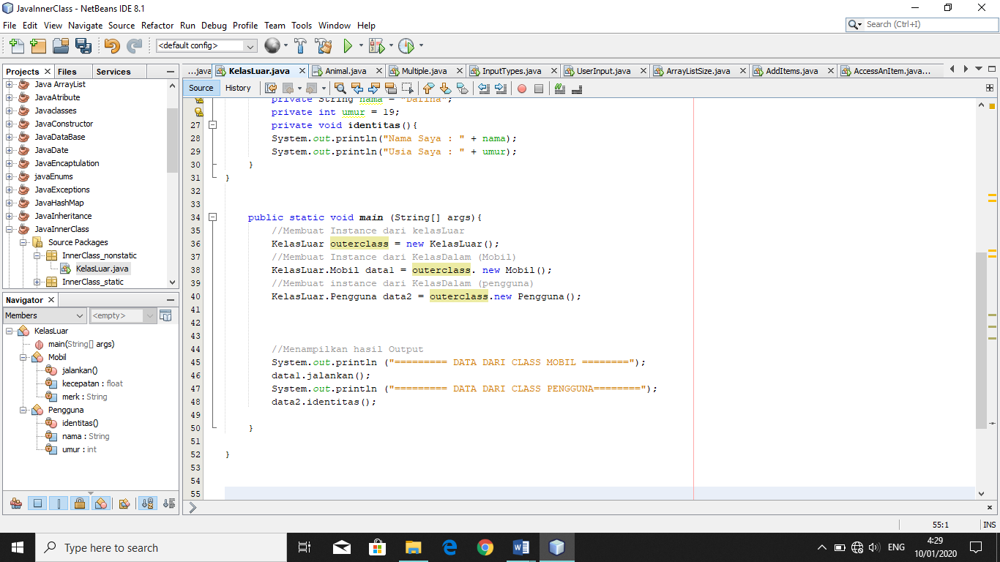 JavaInnerClass - NetBeans IDE 8.1
File Edit View Navigate Source Refactor Run Debug Profile Team Tools Window Help
Search (Ctrl+I)
<default config>
Projects Files Services
Java ArrayList
JavaAtribute
Javaclasses
JavaConstructor
JavaDataBase
JavaDate
JavaEncaptulation
javaEnums
JavaExceptions
JavaHashMap
JavaInheritance
JavaInnerClass
Source Packages
InnerClass_nonstatic
KelasLuar.java
InnerClass_static
Navigator
Members <empty>
KelasLuar
main(String[] args)
Mobil
jalankan()
kecepatan : float
merk : String
Pengguna
identitas()
nama : String
umur : int
...java KelasLuar.java Animal.java Multiple.java InputTypes.java UserInput.java ArrayListSize.java AddItems.java AccessAnItem.java...
Source History
private String nama = "Darina";
private int umur = 19;
27 private void identitas(){
28 System.out.println("Nama Saya : " + nama);
29 System.out.println("Usia Saya : " + umur);
30 }
31 }
32
33
34 public static void main (String[] args){
35 //Membuat Instance dari kelasLuar
36 KelasLuar outerclass = new KelasLuar();
37 //Membuat Instance dari KelasDalam (Mobil)
38 KelasLuar.Mobil data1 = outerclass. new Mobil();
39 //Membuat instance dari KelasDalam (pengguna)
40 KelasLuar.Pengguna data2 = outerclass.new Pengguna();
41
42
43
44 //Menampilkan hasil Output
45 System.out.println ("========= DATA DARI CLASS MOBIL ========");
46 data1.jalankan();
47 System.out.println ("========= DATA DARI CLASS PENGGUNA========");
48 data2.identitas();
49
50 }
51
52 }
53
54
55
55:1 INS
Type here to search
ENG
4:29
10/01/2020